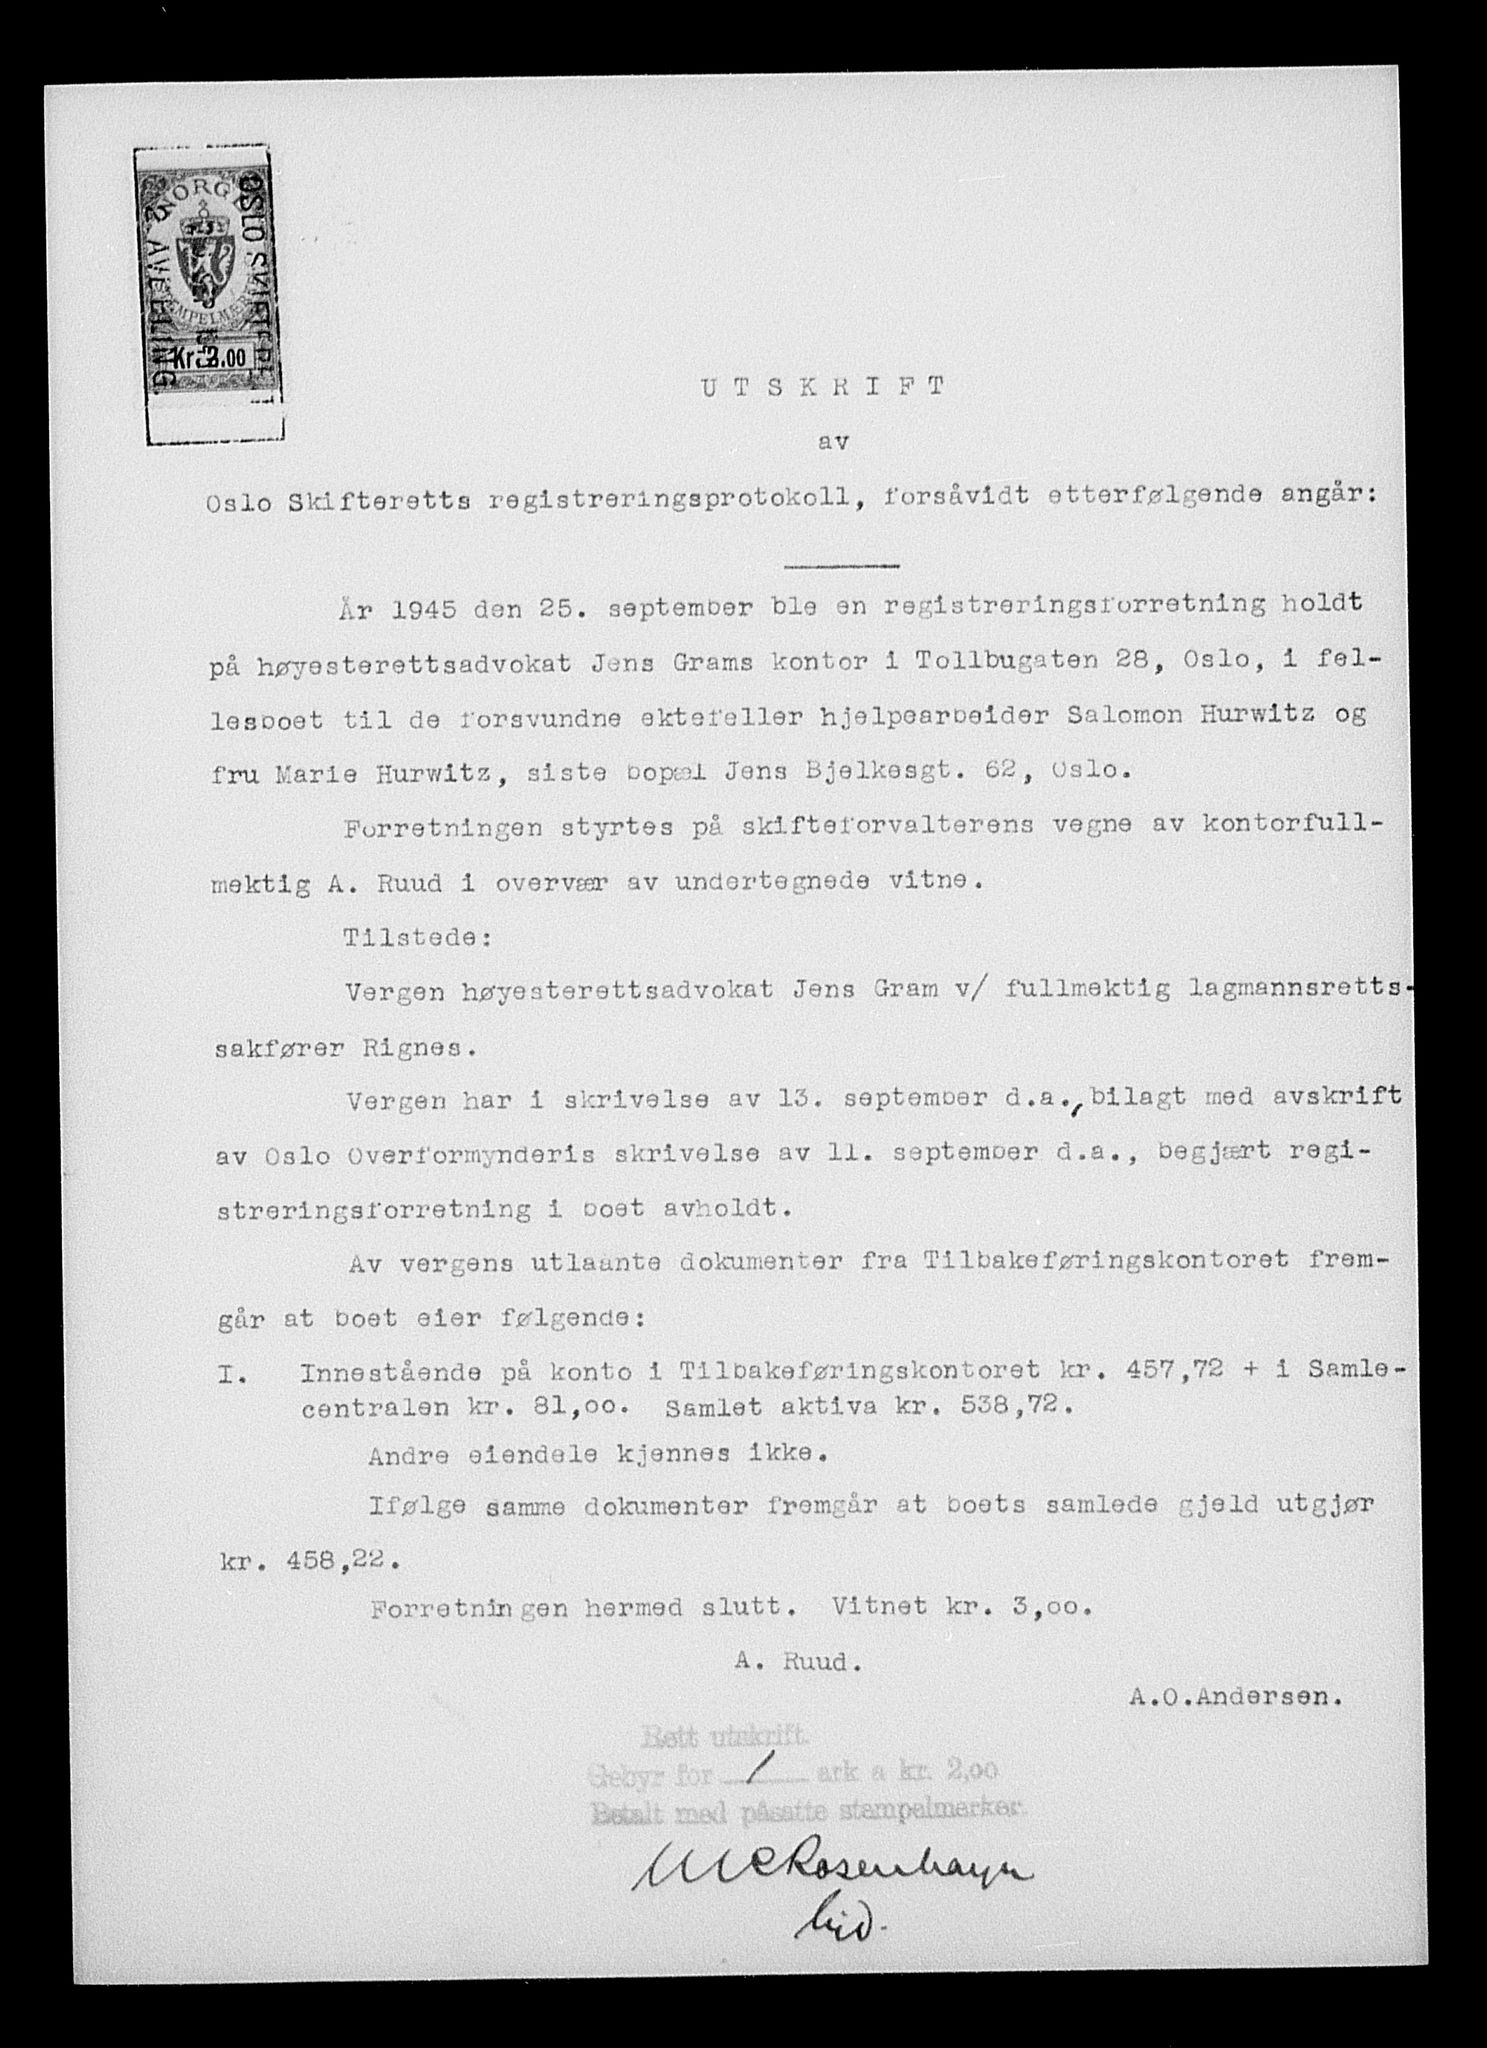 NORGE
STEMPELMÆRKE
Kr. 2.00
OSLO SKIFTERETT
2. AVDELING.
U T S K R I F T
av
Oslo Skifteretts registreringsprotokoll, forsåvidt etterfølgende angår:
År 1945 den 25. september ble en registreringsforretning holdt
på høyesterettsadvokat Jens Grams kontor i Tollbugaten 28, Oslo, i fel-
lesboet til de forsvundne ektefeller hjelpearbeider Salomon Hurwitz og
fru Marie Hurwitz, siste bopæl Jens Bjelkesgt. 62, Oslo.
Forretningen styrtes på skifteforvalterens vegne av kontorfull-
mektig A. Ruud i overvær av undertegnede vitne.
Tilstede:
Vergen høyesterettsadvokat Jens Gram v/ fullmektig lagmannsretts-
sakfører Rignes.
Vergen har i skrivelse av 13. september d.a., bilagt med avskrift
av Oslo Overformynderis skrivelse av 11. september d.a., begjært regi-
streringsforretning i boet avholdt.
Av vergens utlaante dokumenter fra Tilbakeføringskontoret frem-
går at boet eier følgende:
I. Innestående på konto i Tilbakeføringskontoret kr. 457,72 + i Samle-
centralen kr. 81,00. Samlet aktiva kr. 538,72.
Andre eiendele kjennes ikke.
Ifølge samme dokumenter fremgår at boets samlede gjeld utgjør
kr. 458,22.
Forretningen hermed slutt. Vitnet kr. 3,00.
A. Ruud.
A.O.Andersen.
Rett utskrift.
Gebyr for 1 ark a kr. 2,00
Betalt med påsatte stempelmerker.